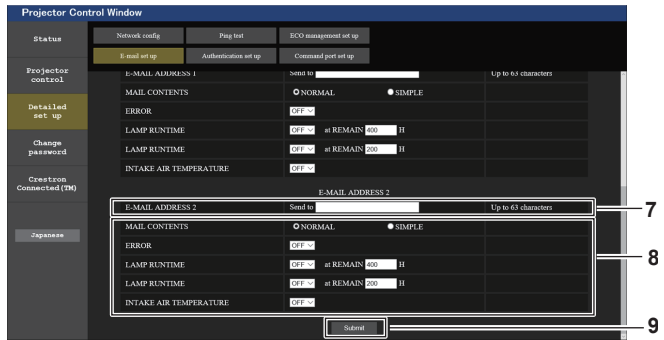 Projector Control Window
Status
Network config
Ping test
ECO management set up
E-mail set up
Authentication set up
Command port set up
Projector
control
Detailed
set up
Change
password
Crestron
Connected(TM)
Japanese
E-MAIL ADDRESS 1 Send to Up to 63 characters
MAIL CONTENTS NORMAL SIMPLE
ERROR OFF
LAMP RUNTIME OFF at REMAIN 400 H
LAMP RUNTIME OFF at REMAIN 200 H
INTAKE AIR TEMPERATURE OFF
E-MAIL ADDRESS 2
E-MAIL ADDRESS 2 Send to Up to 63 characters
7
MAIL CONTENTS NORMAL SIMPLE
ERROR OFF
8
LAMP RUNTIME OFF at REMAIN 400 H
LAMP RUNTIME OFF at REMAIN 200 H
INTAKE AIR TEMPERATURE OFF
Submit
9